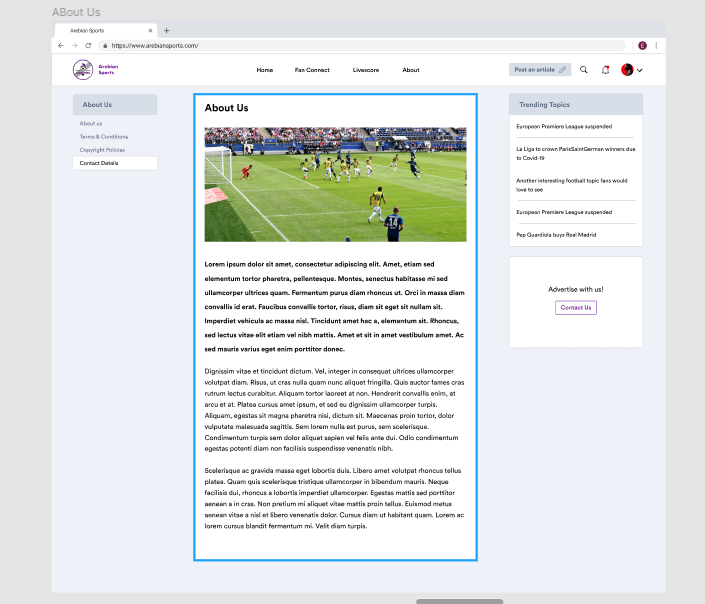 ABout Us
Arebian Sports
https://www.arebiansports.com/
E
Arebian
Sports
Home
Fan Connect
Livescore
About
Post an article
About Us
About us
Terms & Conditions
Copyright Policies
Contact Details
About Us
Lorem ipsum dolor sit amet, consectetur adipiscing elit. Amet, etiam sed
elementum tortor pharetra, pellentesque. Montes, senectus habitasse mi sed
ullamcorper ultrices quam. Fermentum purus diam rhoncus ut. Orci in massa diam
convallis id erat. Faucibus convallis tortor, risus, diam sit eget sit nullam sit.
Imperdiet vehicula ac massa nisl. Tincidunt amet hac a, elementum sit. Rhoncus,
sed lectus vitae elit etiam vel nibh mattis. Amet et sit in amet vestibulum amet. Ac
sed mauris varius eget enim porttitor donec.
Dignissim vitae et tincidunt dictum. Vel, integer in consequat ultrices ullamcorper
volutpat diam. Risus, ut cras nulla quam nunc aliquet fringilla. Quis auctor fames cras
rutrum lectus curabitur. Aliquam tortor laoreet at non. Hendrerit convallis enim, at
arcu et at. Platea cursus amet ipsum, et sed eu dignissim ullamcorper turpis.
Aliquam, egestas sit magna pharetra nisi, dictum sit. Maecenas proin tortor, dolor
vulputate malesuada sagittis. Sem lorem nulla est purus, sem scelerisque.
Condimentum turpis sem dolor aliquet sapien vel felis ante dui. Odio condimentum
egestas potenti diam non facilisis suspendisse venenatis nibh.
Scelerisque ac gravida massa eget lobortis duis. Libero amet volutpat rhoncus tellus
platea. Quam quis scelerisque tristique ullamcorper in bibendum mauris. Neque
facilisis dui, rhoncus a lobortis imperdiet ullamcorper. Egestas mattis sed porttitor
aenean a in cras. Non pretium mi aliquet vitae mattis proin tellus. Euismod metus
aenean vitae a nisl et libero venenatis dolor. Cursus diam ut habitant quam. Lorem ac
lorem cursus blandit fermentum mi. Velit diam turpis.
Trending Topics
European Premiere League suspended
La Liga to crown ParisSaintGerman winners due
to Covid-19
Another interesting football topic fans would
love to see
European Premiere League suspended
Pep Guardiola buys Real Madrid
Advertise with us!
Contact Us